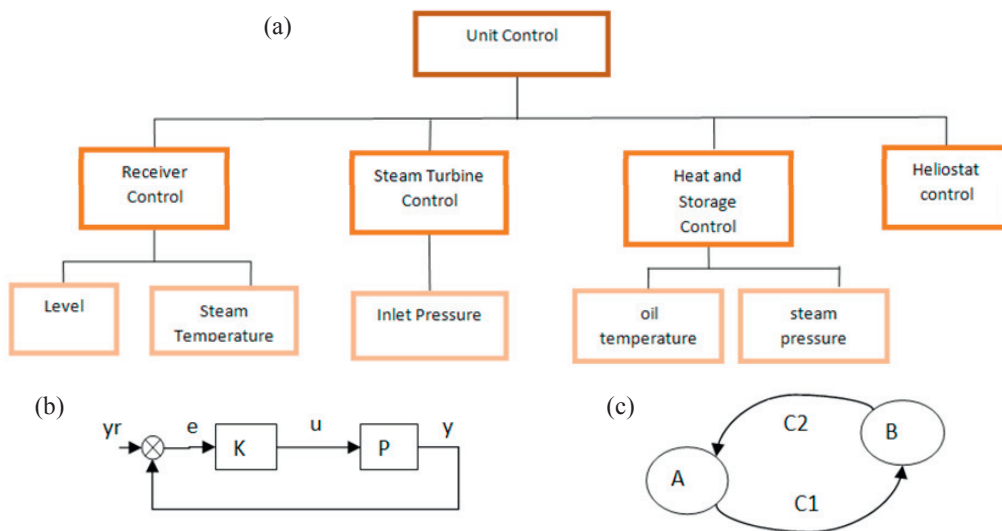 (a)
Unit Control
Receiver
Control
Steam Turbine
Control
Heat and
Storage
Control
Heliostat
control
Level
Steam
Temperature
Inlet Pressure
oil
temperature
steam
pressure
(b)
yr
e
K
u
P
y
(c)
A
C2
B
C1